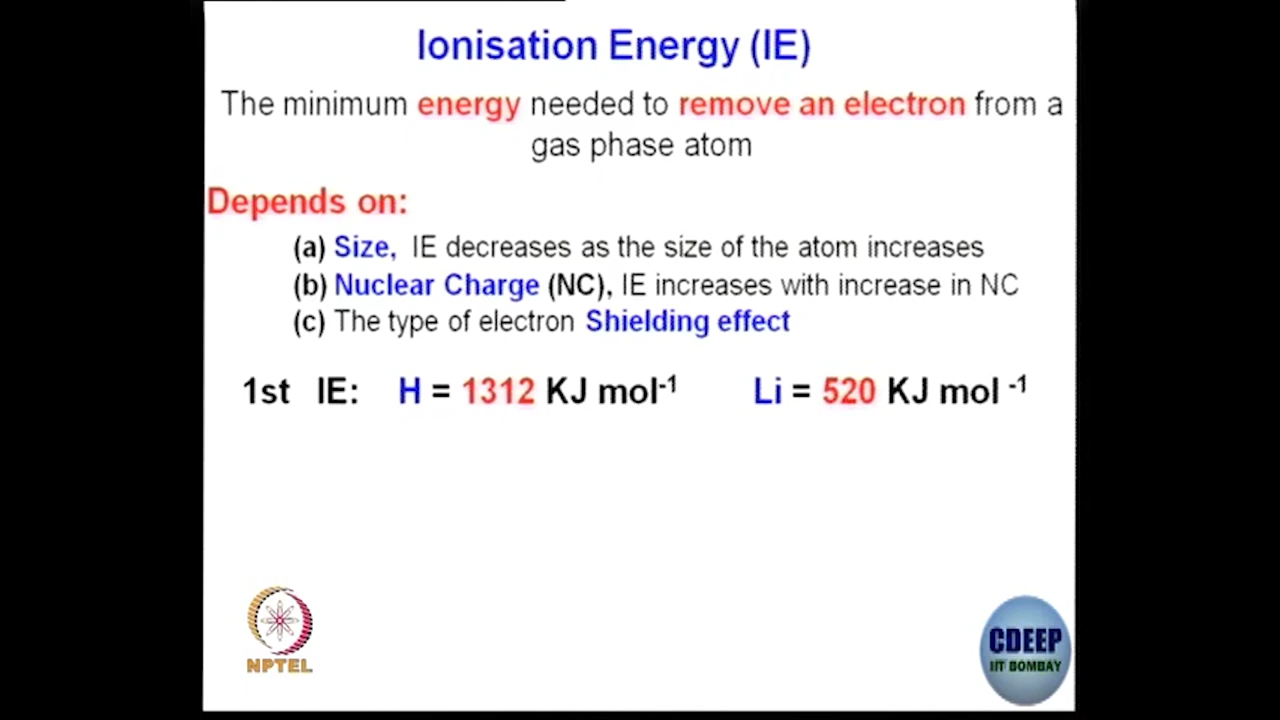 Ionisation Energy (IE)
The minimum energy needed to remove an electron from a
gas phase atom
Depends on:
(a) Size, IE decreases as the size of the atom increases
(b) Nuclear Charge (NC), IE increases with increase in NC
(c) The type of electron Shielding effect
1st IE: H = 1312 KJ mol⁻¹ Li = 520 KJ mol ⁻¹
NPTEL
CDEEP
IIT BOMBAY